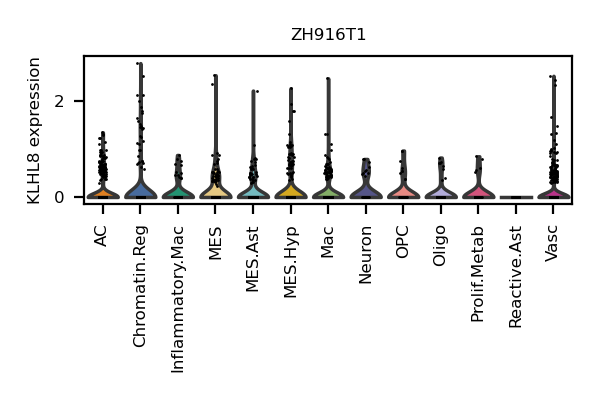 ZH916T1
KLHL8 expression
2
0
AC
Chromatin.Reg
Inflammatory.Mac
MES
MES.Ast
MES.Hyp
Mac
Neuron
OPC
Oligo
Prolif.Metab
Reactive.Ast
Vasc